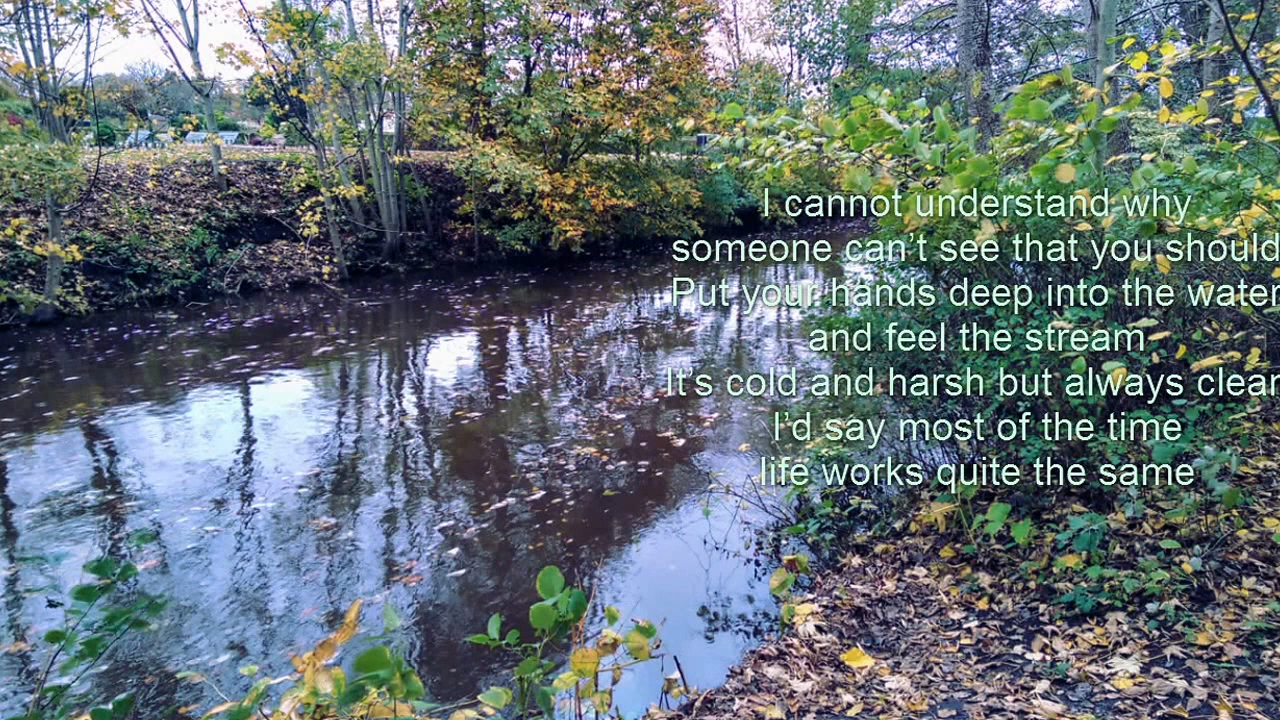 I cannot understand why
someone can't see that you should
Put your hands deep into the water
and feel the stream
It's cold and harsh but always clear
I'd say most of the time
life works quite the same